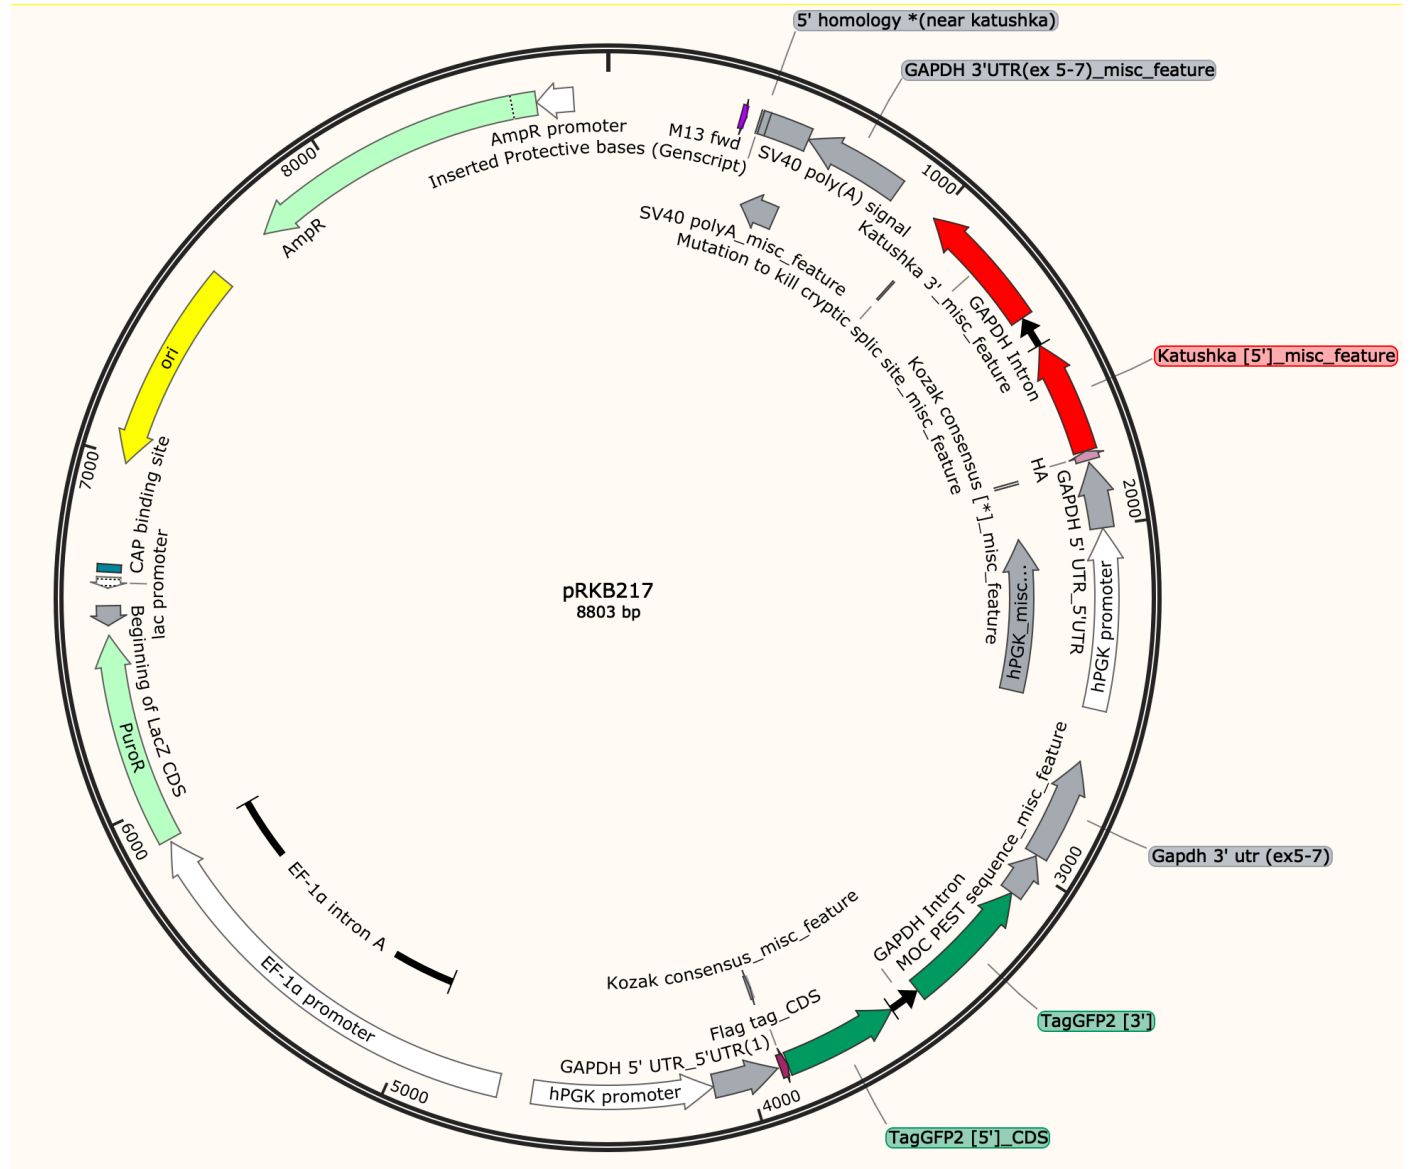 5' homology *(near katushka)
GAPDH 3'UTR(ex 5-7)_misc_feature
AmpR promoter
M13 fwd
Inserted Protective bases (Genscript)
SV40 poly(A) signal
8000
1000
AmpR
SV40 polyA_misc_feature
Katushka 3'_misc_feature
Mutation to kill cryptic splic site_misc_feature
GAPDH Intron
Katushka [5']_misc_feature
ori
Kozak consensus [*]_misc_feature
HA
7000
2000
CAP binding site
GAPDH 5' UTR_5'UTR
lac promoter
pRKB217
8803 bp
hPGK_misc...
hPGK promoter
Beginning of LacZ CDS
PuroR
6000
MOC PEST sequence_misc_feature
3000
Gapdh 3' utr (ex5-7)
EF-1α intron A
GAPDH Intron
Kozak consensus_misc_feature
EF-1α promoter
Flag tag_CDS
TagGFP2 [3']
GAPDH 5' UTR_5'UTR(1)
hPGK promoter
5000
4000
TagGFP2 [5']_CDS